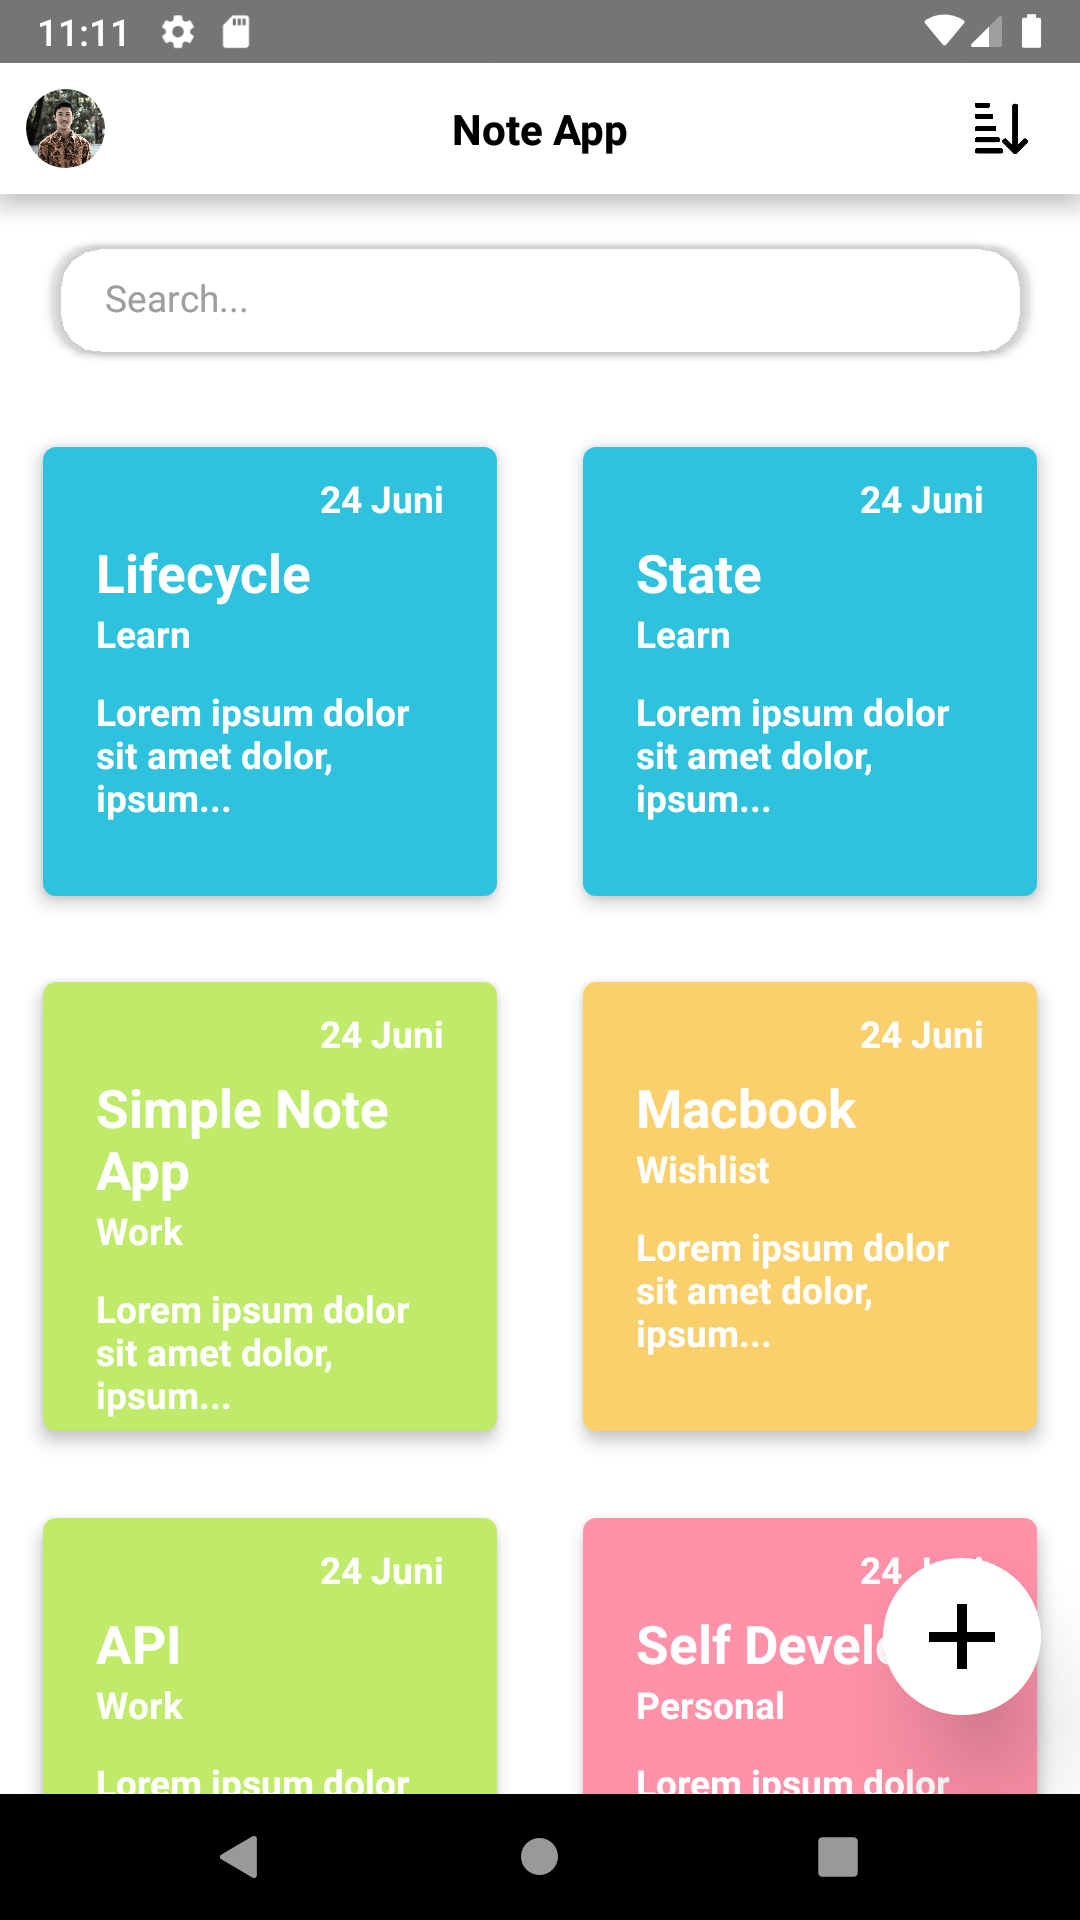 11:11
Note App
Search...
24 Juni
Lifecycle
Learn
Lorem ipsum dolor
sit amet dolor,
ipsum...
24 Juni
State
Learn
Lorem ipsum dolor
sit amet dolor,
ipsum...
24 Juni
Simple Note
App
Work
Lorem ipsum dolor
sit amet dolor,
ipsum...
24 Juni
Macbook
Wishlist
Lorem ipsum dolor
sit amet dolor,
ipsum...
24 Juni
API
Work
Lorem ipsum dolor
24
Self
Personal
Lorem ipsum dolor